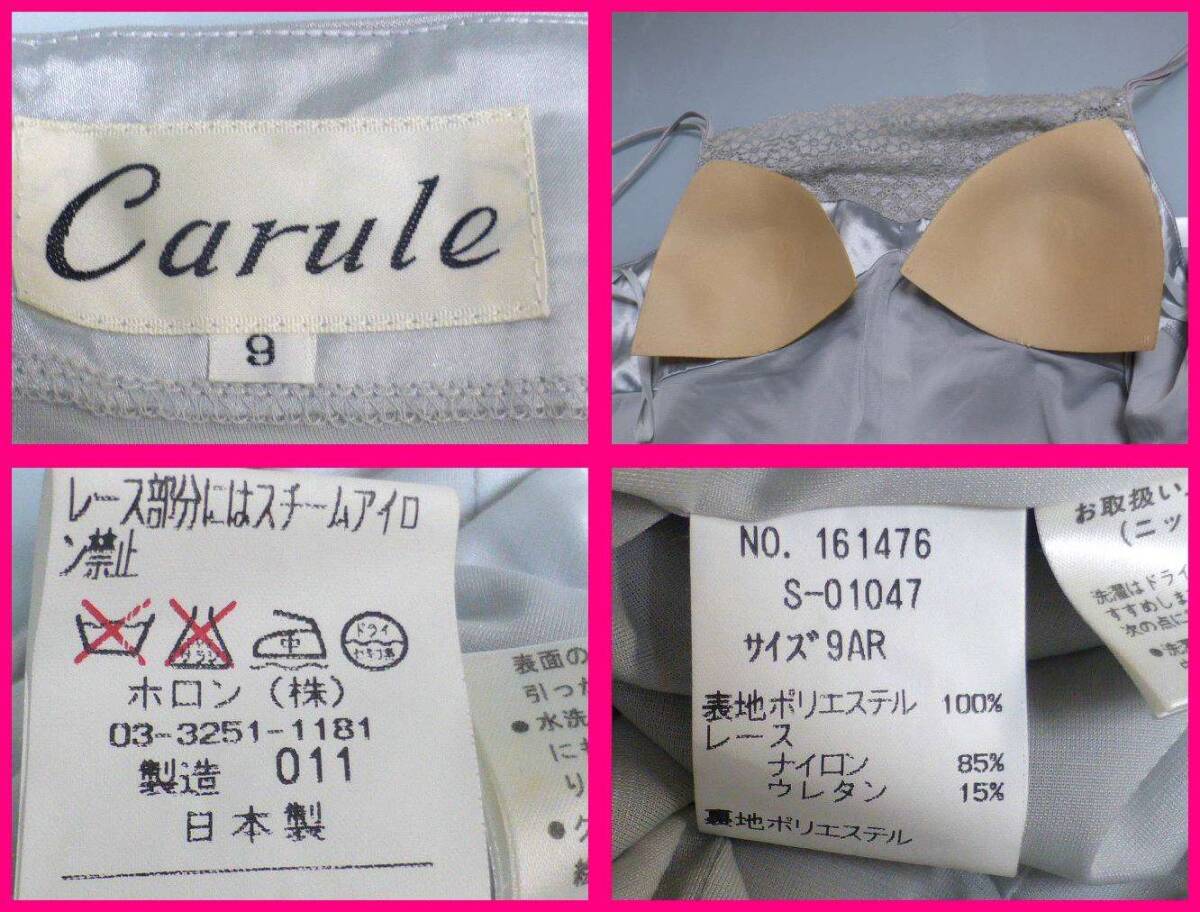 Carule
9
レース部分にはスチームアイロ
ン禁止
中
ドライ
ホロン(株)
03-3251-1181
製造 011
日本製
表面の
引った
● 水洗
に
り
NO. 161476
S-01047
サイズ 9AR
表地ポリエステル 100%
レース
ナイロン 85%
ウレタン 15%
裏地ポリエステル
お取扱い
(ニッ
洗濯はドライ
すすめしま
次の点に